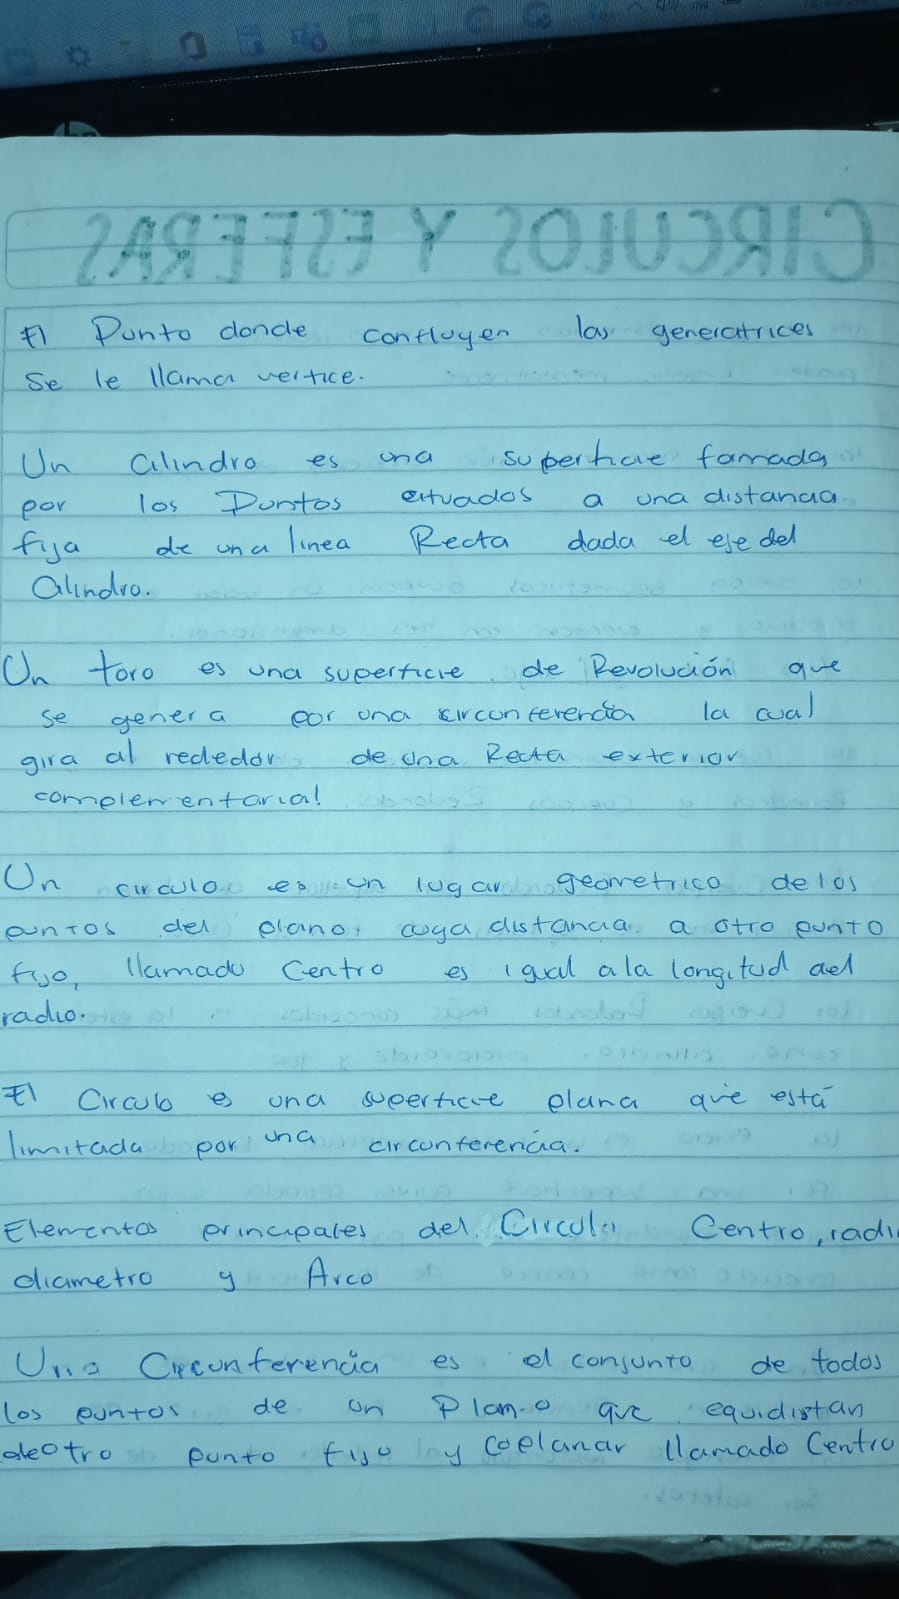 CIRCULOS Y ESFERAS
El Punto donde confluyen las generatrices
Se le llama vertice.
Un Cilindro es una superficie formada
por los Puntos situados a una distancia
fija de una linea Recta dada el eje del
Cilindro.
Un toro es una superficie de Revolución que
se genera por una circunferencia la cual
gira al rededor de una Recta exterior
complementaria!
Un circulo es un lugar geometrico de los
puntos del plano, cuya distancia a otro punto
fijo, llamado Centro es igual a la longitud del
radio.
El Circulo es una superficie plana que está
limitada por una circunferencia.
Elementos principales del Circulo Centro, radi
diametro y Arco
Una Circunferencia es el conjunto de todos
los puntos de un Plano que equidistan
de otro punto fijo y coplanar llamado Centro